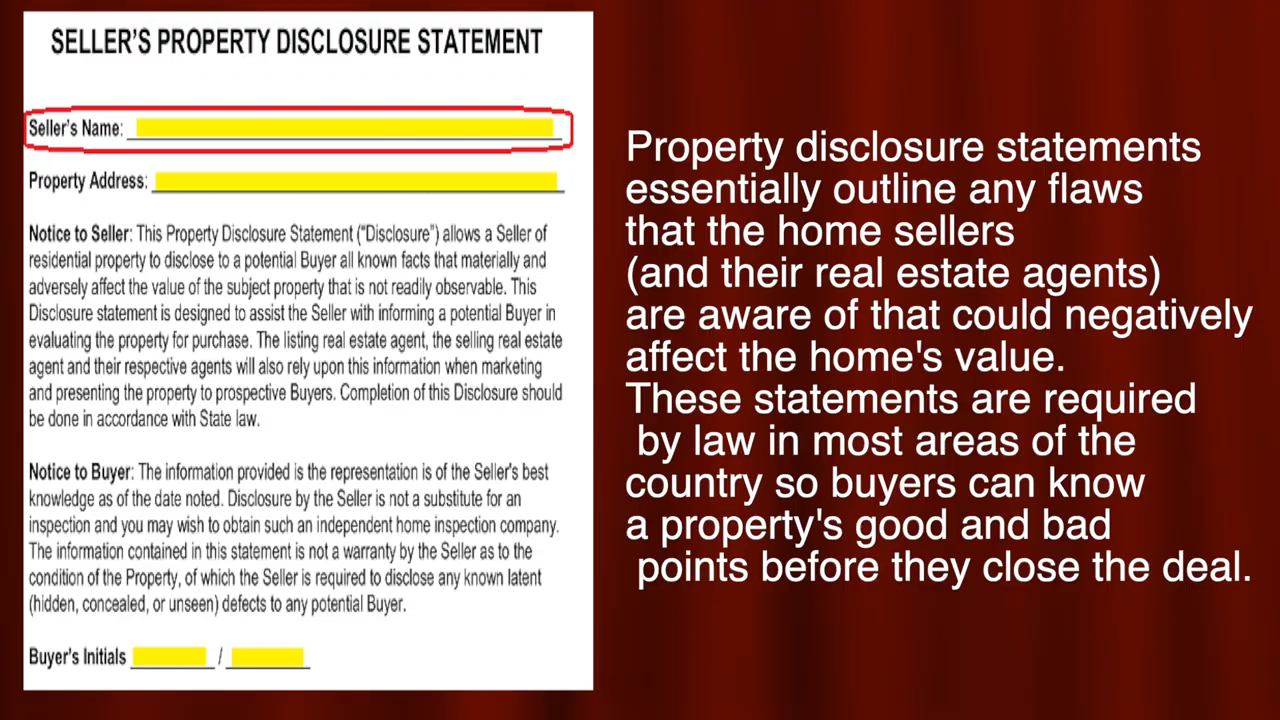 SELLER'S PROPERTY DISCLOSURE STATEMENT
Seller's Name:
Property Address:
Notice to Seller: This Property Disclosure Statement ("Disclosure") allows a Seller of
residential property to disclose to a potential Buyer all known facts that materially and
adversely affect the value of the subject property that is not readily observable. This
Disclosure statement is designed to assist the Seller with informing a potential Buyer in
evaluating the property for purchase. The listing real estate agent, the selling real estate
agent and their respective agents will also rely upon this information when marketing
and presenting the property to prospective Buyers. Completion of this Disclosure should
be done in accordance with State law.
Notice to Buyer: The information provided is the representation is of the Seller's best
knowledge as of the date noted. Disclosure by the Seller is not a substitute for an
inspection and you may wish to obtain such an independent home inspection company.
The information contained in this statement is not a warranty by the Seller as to the
condition of the Property, of which the Seller is required to disclose any known latent
(hidden, concealed, or unseen) defects to any potential Buyer.
Buyer's Initials /
Property disclosure statements
essentially outline any flaws
that the home sellers
(and their real estate agents)
are aware of that could negatively
affect the home's value.
These statements are required
by law in most areas of the
country so buyers can know
a property's good and bad
points before they close the deal.